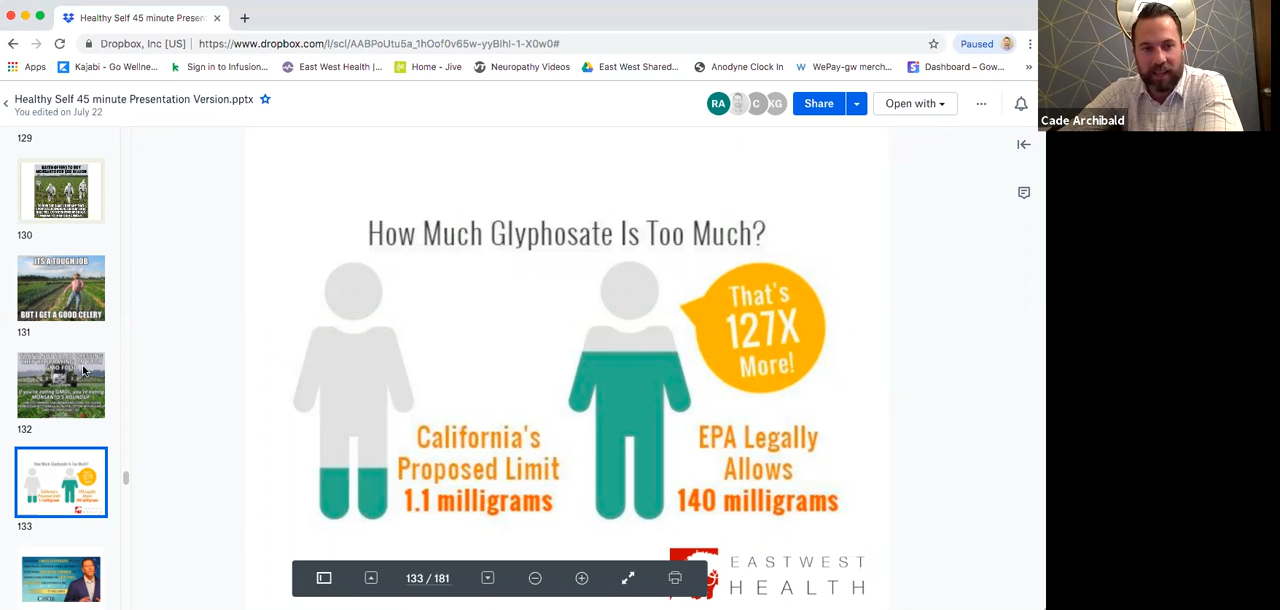 Healthy Self 45 minute Presen
Dropbox, Inc [US]
https://www.dropbox.com/l/scl/AABPoUtu5a_1hOof0v65w-yyBIhl-1-X0w0#
Paused
Apps
Kajabi - Go Wellne...
Sign in to Infusion...
East West Health |...
Home - Jive
Neuropathy Videos
East West Shared...
Anodyne Clock In
WePay-gw merch...
Dashboard – Gow...
»
Cade Archibald
Healthy Self 45 minute Presentation Version.pptx
You edited on July 22
RA
C
KG
Share
Open with
129
130
IT'S A TOUGH JOB
BUT I GET A GOOD CELERY
131
132
133
How Much Glyphosate Is Too Much?
That's
127X
More!
California's
Proposed Limit
1.1 milligrams
EPA Legally
Allows
140 milligrams
EASTWEST
HEALTH
133 / 181